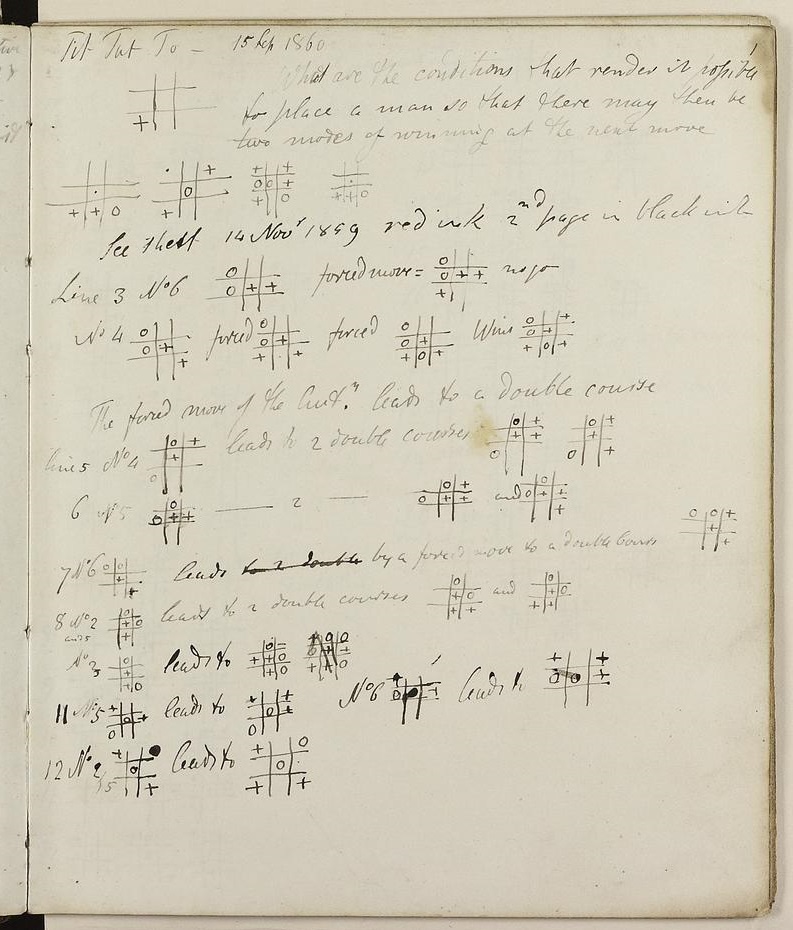 Tit Tat To – 15 Sep 1860
1
What are the conditions that render it possible
to place a man so that there may then be
two modes of winning at the next move
See 14 Nov 1859 red ink 2nd page in black ink
Line 3 No 6 forced move = no go
No 4 forced forced Wins
The forced move of the leads to a double course
line 5 No 4 leads to 2 double courses
6 No 5 — 2 — and
7 No 6 leads to 2 double by a forced move to a double course
8 No 2 leads to 2 double courses and
and 5
No 3 leads to
11 No 5 leads to No 6 leads to
12 No 2 leads to
15